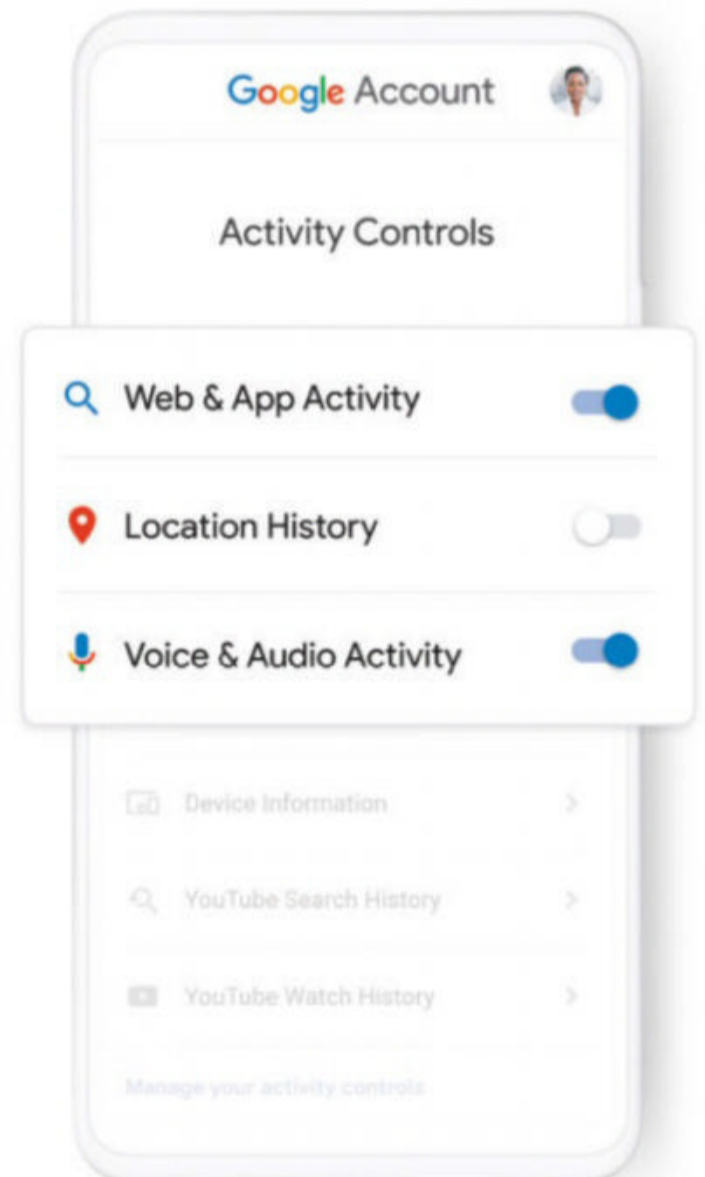 Google Account
Activity Controls
Web & App Activity
Location History
Voice & Audio Activity
Device Information
YouTube Search History
YouTube Watch History
Manage your activity controls